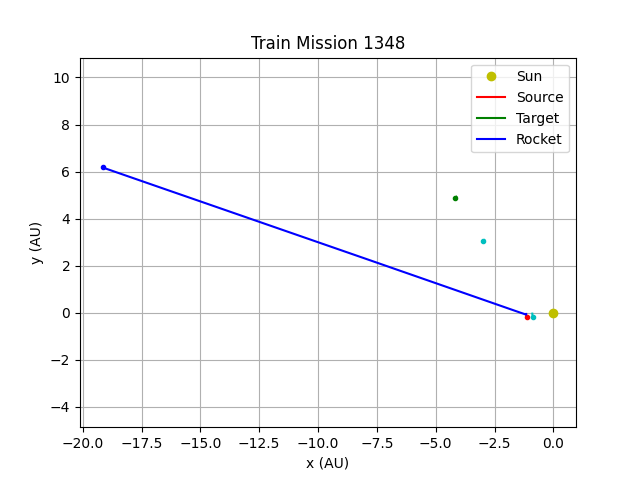 Train Mission 1348
Sun
Source
Target
Rocket
y (AU)
10
8
6
4
2
0
−2
−4
−20.0 −17.5 −15.0 −12.5 −10.0 −7.5 −5.0 −2.5 0.0
x (AU)